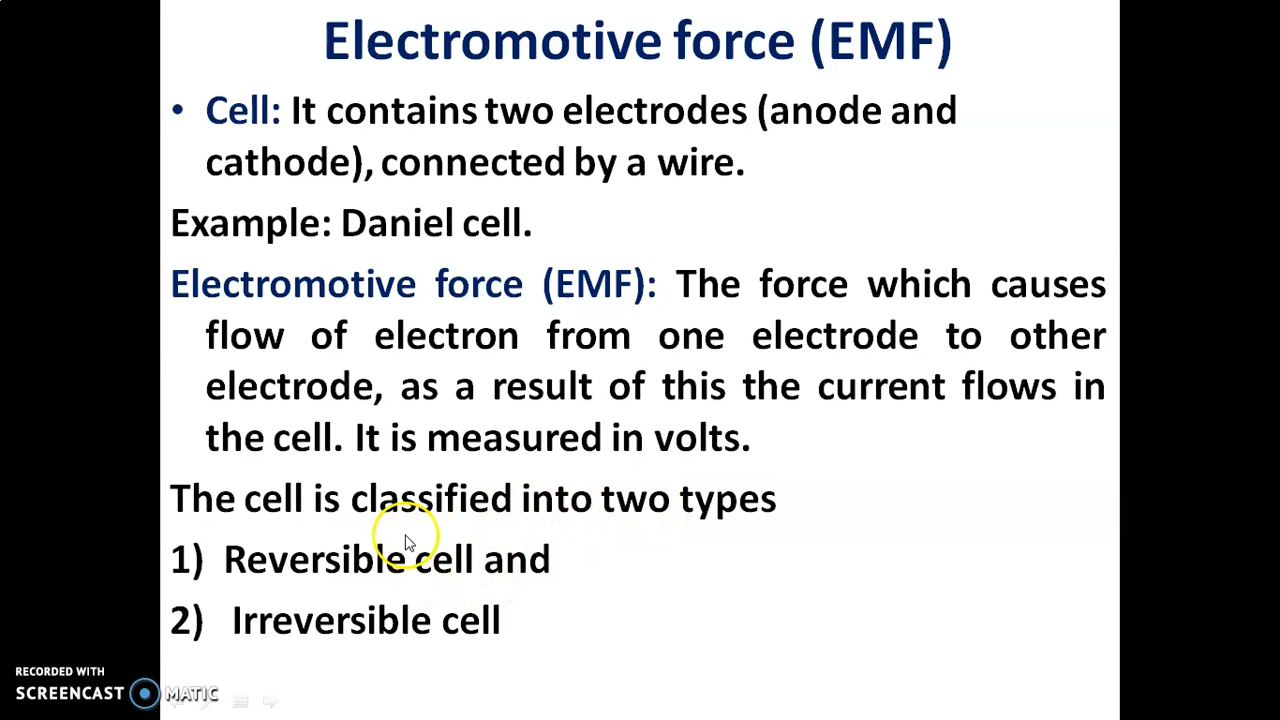 Electromotive force (EMF)
• Cell: It contains two electrodes (anode and
cathode), connected by a wire.
Example: Daniel cell.
Electromotive force (EMF): The force which causes
flow of electron from one electrode to other
electrode, as a result of this the current flows in
the cell. It is measured in volts.
The cell is classified into two types
1) Reversible cell and
2) Irreversible cell
RECORDED WITH
SCREENCAST MATIC